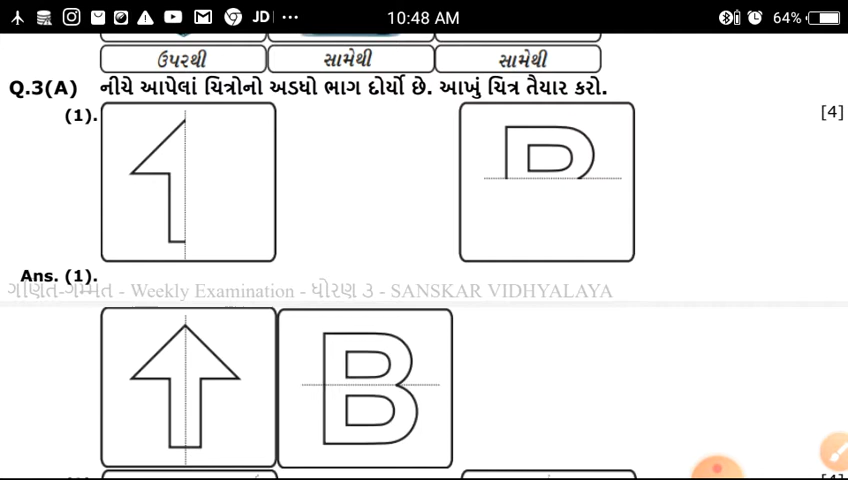 JD
10:48 AM
64%
ઉપરથી સામેથી સામેથી
Q.3(A) નીચે આપેલાં ચિત્રોનો અડધો ભાગ દોર્યો છે. આખું ચિત્ર તૈયાર કરો.
(1). [4]
Ans. (1).
ગણિત-ગમ્મત - Weekly Examination - ધોરણ ૩ - SANSKAR VIDHYALAYA
B